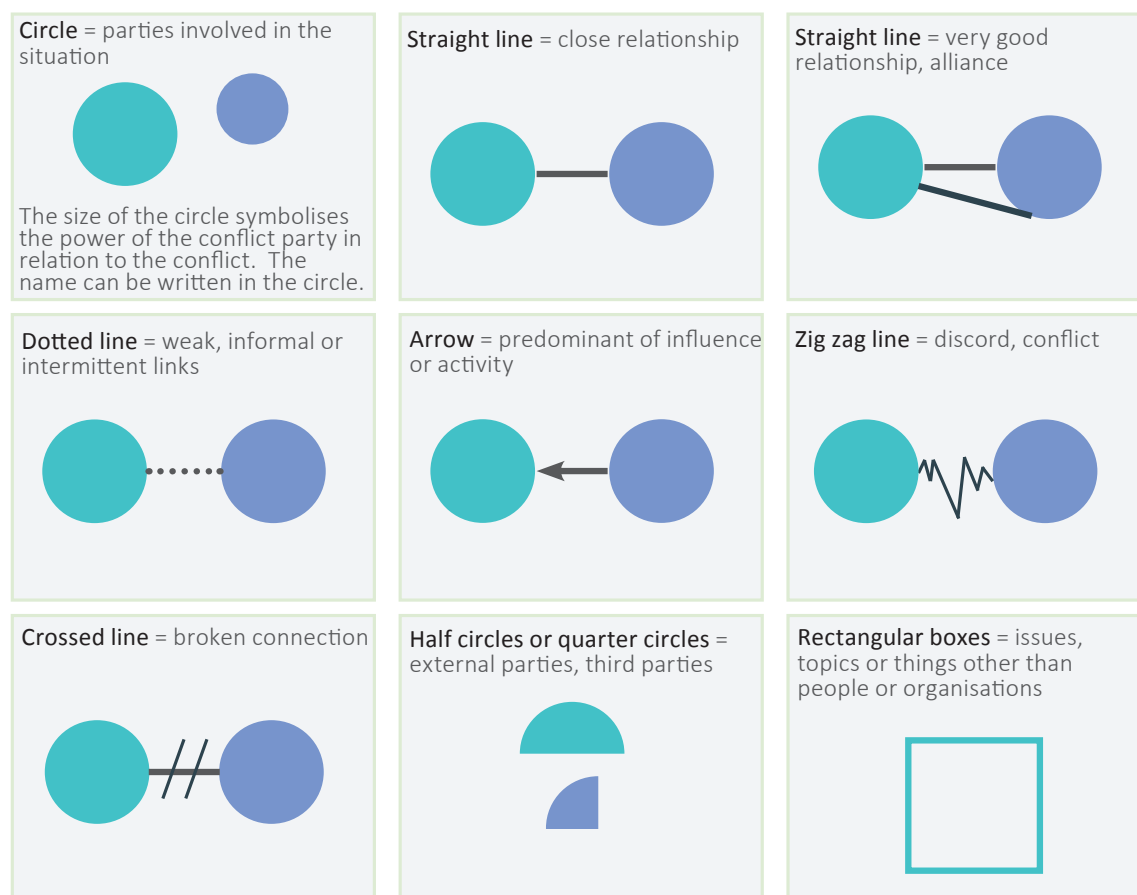 Circle = parties involved in the
situation
The size of the circle symbolises
the power of the conflict party in
relation to the conflict.  The
name can be written in the circle.
Straight line = close relationship
Straight line = very good
relationship, alliance
Dotted line = weak, informal or
intermittent links
Arrow = predominant of influence
or activity
Zig zag line = discord, conflict
Crossed line = broken connection
Half circles or quarter circles =
external parties, third parties
Rectangular boxes = issues,
topics or things other than
people or organisations